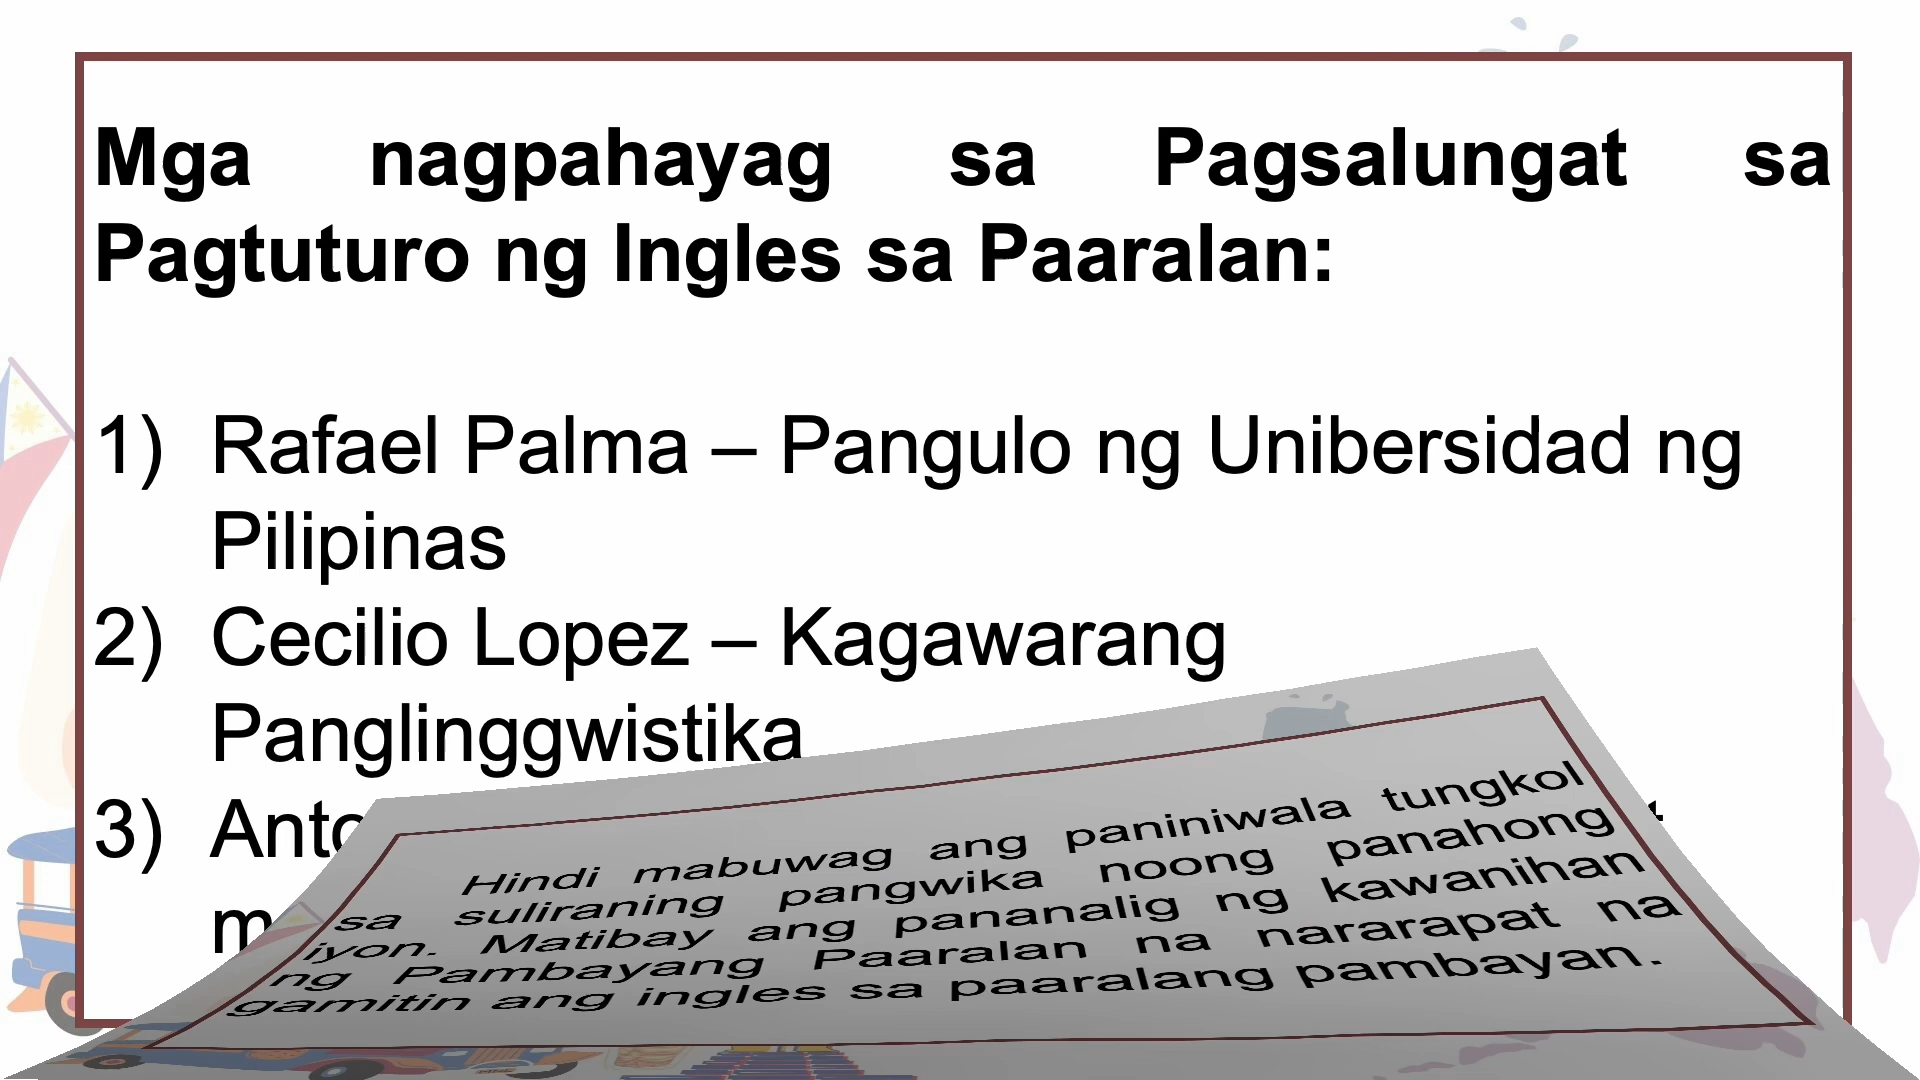 Mga nagpahayag sa Pagsalungat sa
Pagtuturo ng Ingles sa Paaralan:
1) Rafael Palma – Pangulo ng Unibersidad ng
Pilipinas
2) Cecilio Lopez – Kagawarang
Panglinggwistika
3)
Hindi mabuwag ang paniniwala tungkol
sa suliraning pangwika noong panahong
iyon. Matibay ang pananalig ng kawanihan
ng Pambayang Paaralan na nararapat na
gamitin ang ingles sa paaralang pambayan.